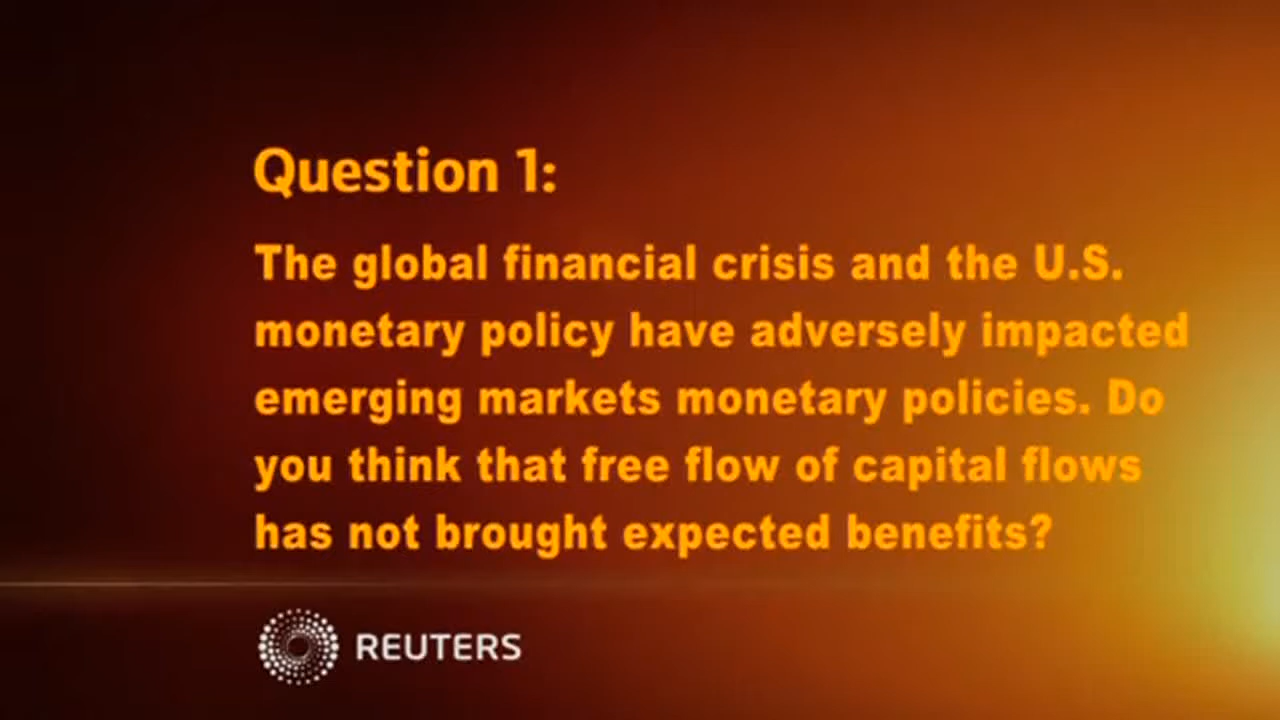 Question 1:
The global financial crisis and the U.S.
monetary policy have adversely impacted
emerging markets monetary policies. Do
you think that free flow of capital flows
has not brought expected benefits?
REUTERS